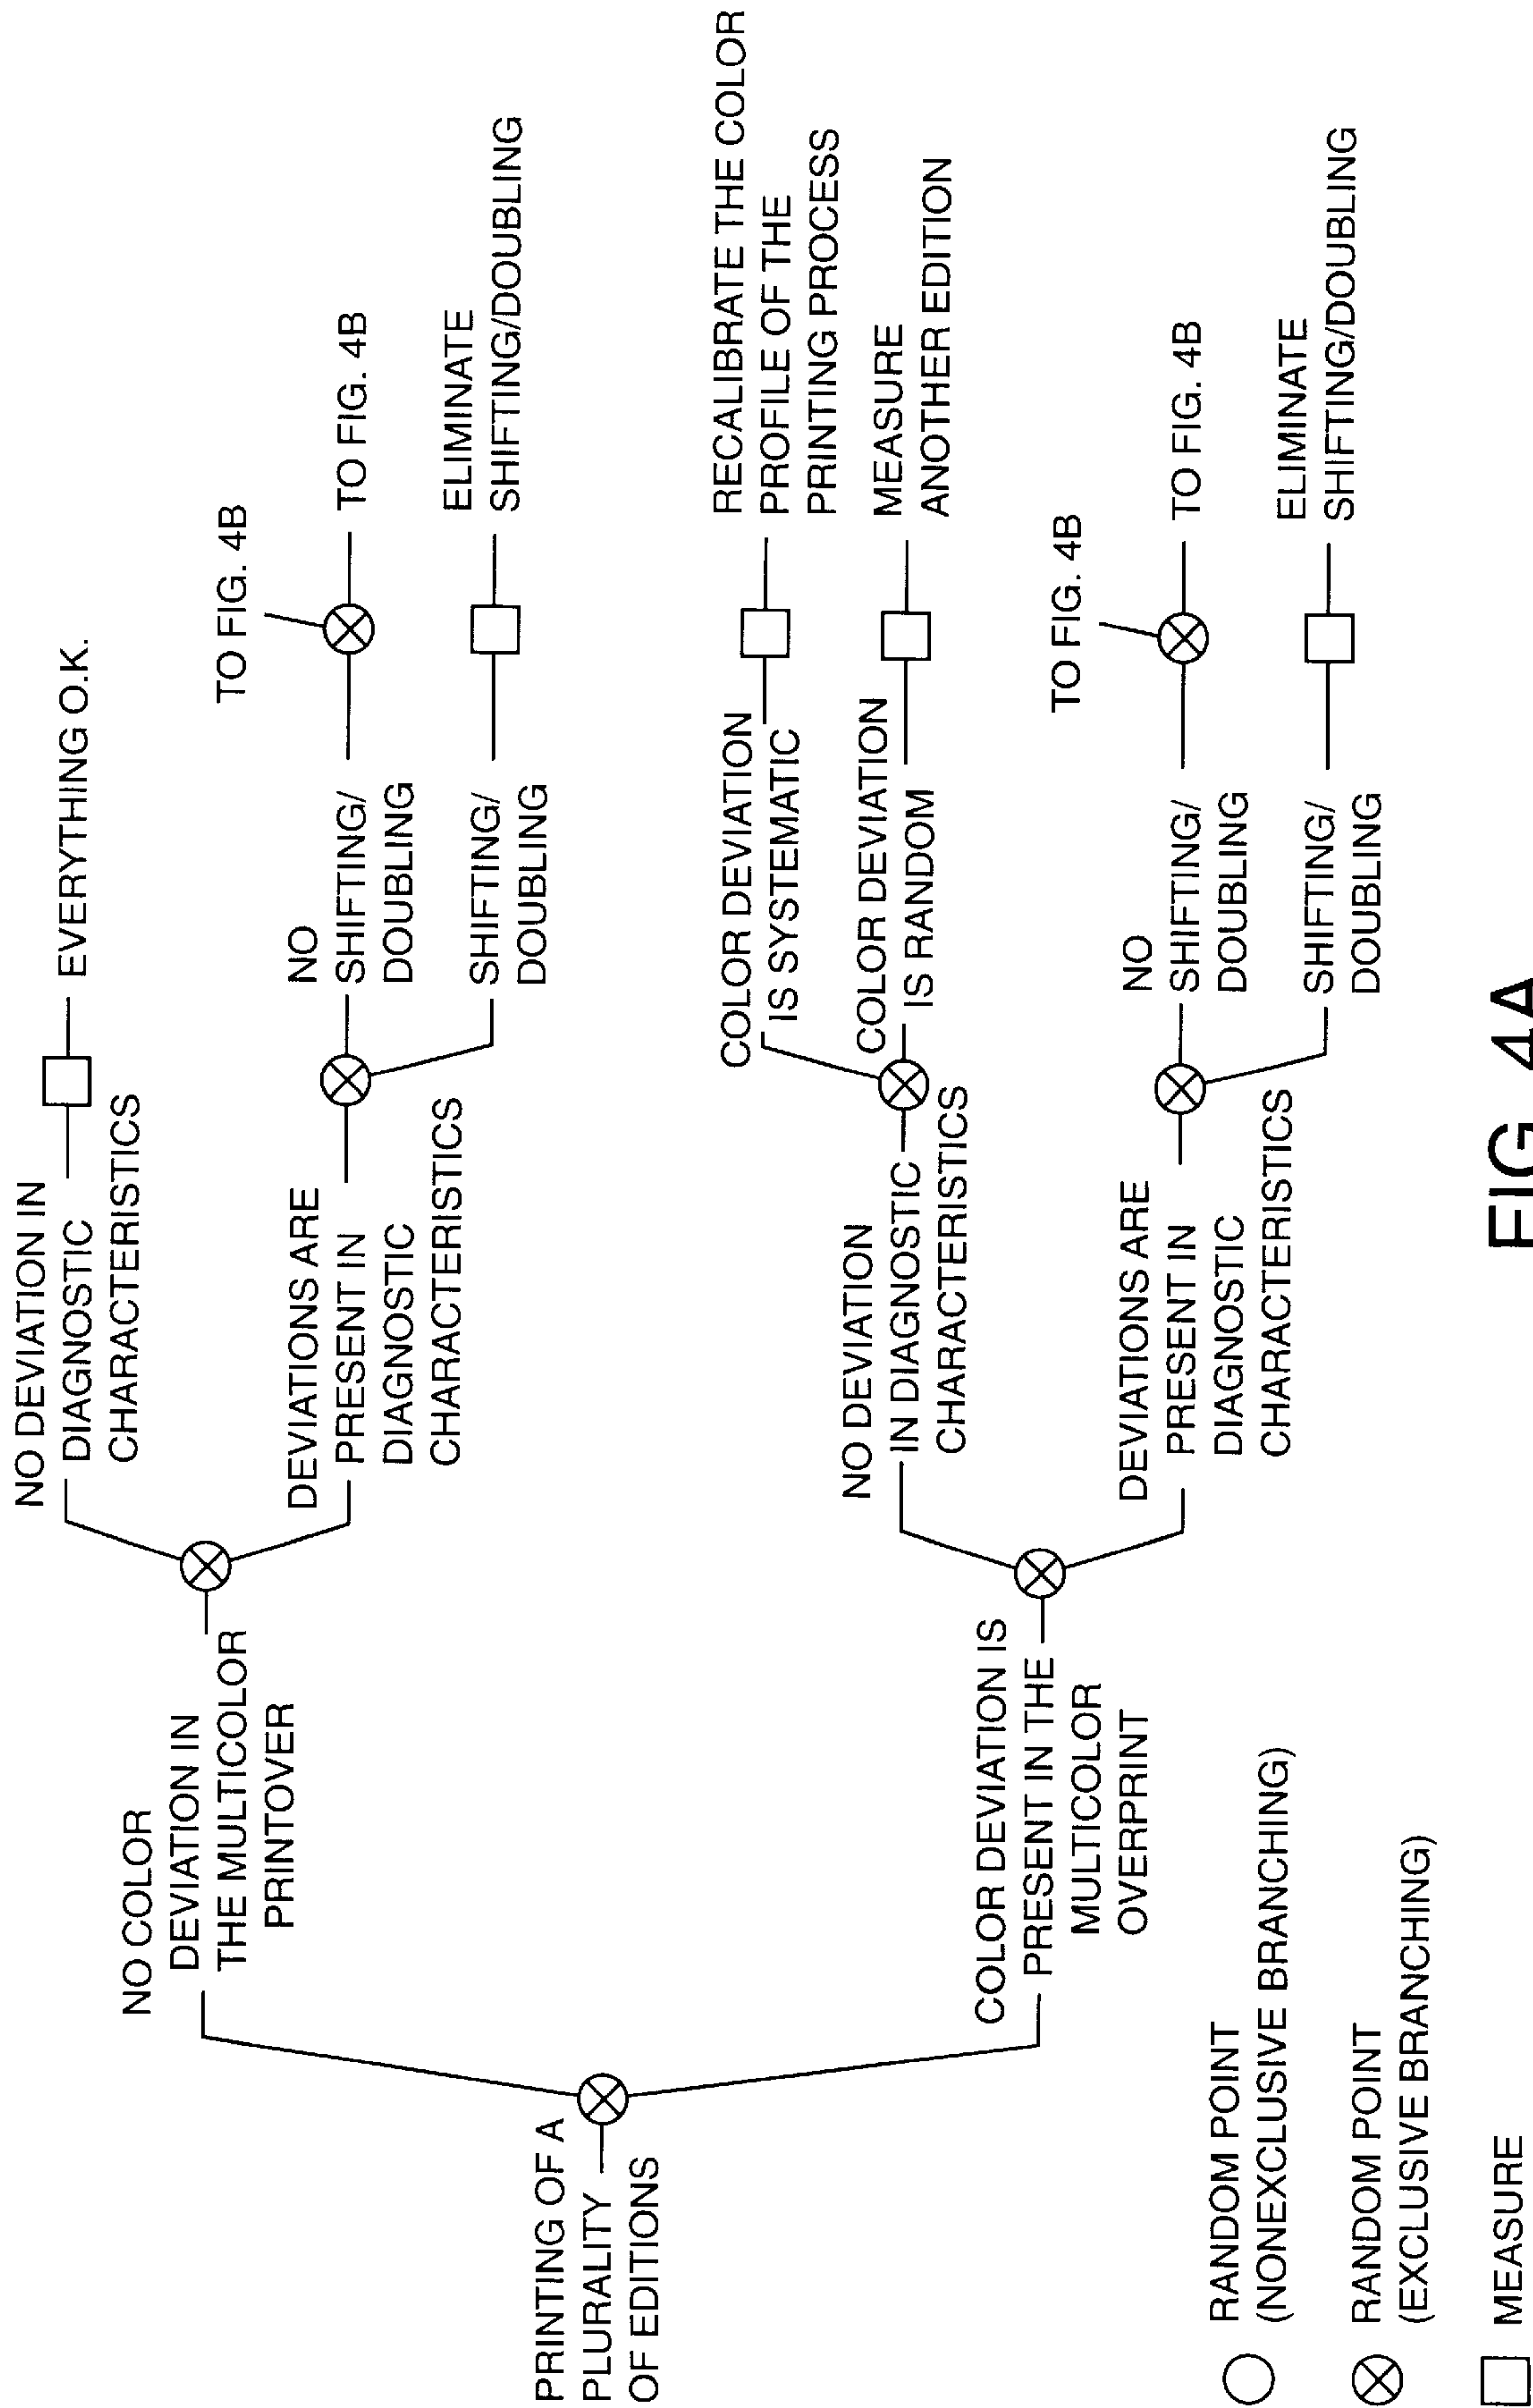 PRINTING OF A
PLURALITY
OF EDITIONS
NO COLOR
DEVIATION IN
THE MULTICOLOR
PRINTOVER
NO DEVIATION IN
DIAGNOSTIC
CHARACTERISTICS
EVERYTHING O.K.
DEVIATIONS ARE
PRESENT IN
DIAGNOSTIC
CHARACTERISTICS
NO
SHIFTING/
DOUBLING
TO FIG. 4B
TO FIG. 4B
SHIFTING/
DOUBLING
ELIMINATE
SHIFTING/DOUBLING
COLOR DEVIATION IS
PRESENT IN THE
MULTICOLOR
OVERPRINT
NO DEVIATION
IN DIAGNOSTIC
CHARACTERISTICS
COLOR DEVIATION
IS SYSTEMATIC
RECALIBRATE THE COLOR
PROFILE OF THE
PRINTING PROCESS
COLOR DEVIATION
IS RANDOM
MEASURE
ANOTHER EDITION
DEVIATIONS ARE
PRESENT IN
DIAGNOSTIC
CHARACTERISTICS
NO
SHIFTING/
DOUBLING
TO FIG. 4B
TO FIG. 4B
SHIFTING/
DOUBLING
ELIMINATE
SHIFTING/DOUBLING
RANDOM POINT
(NONEXCLUSIVE BRANCHING)
RANDOM POINT
(EXCLUSIVE BRANCHING)
MEASURE
FIG. 4A